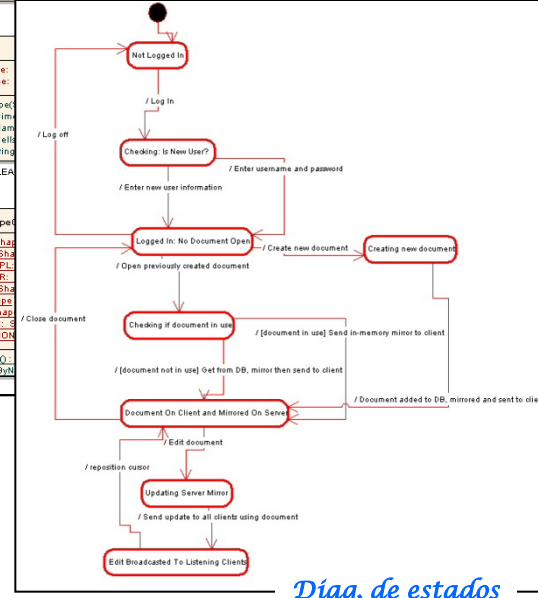 Not Logged In
/ Log In
/ Log off
Checking: Is New User?
/ Enter username and password
/ Enter new user information
Logged In: No Document Open
/ Create new document
Creating new document
/ Open previously created document
/ Close document
Checking if document in use
/ [document in use] Send in-memory mirror to client
/ [document not in use] Get from DB, mirror then send to client
/ Document added to DB, mirrored and sent to clie
Document On Client and Mirrored On Server
/ Edit document
/ reposition cursor
Updating Server Mirror
/ Send update to all clients using document
Edit Broadcasted To Listening Clients
Diag. de estados